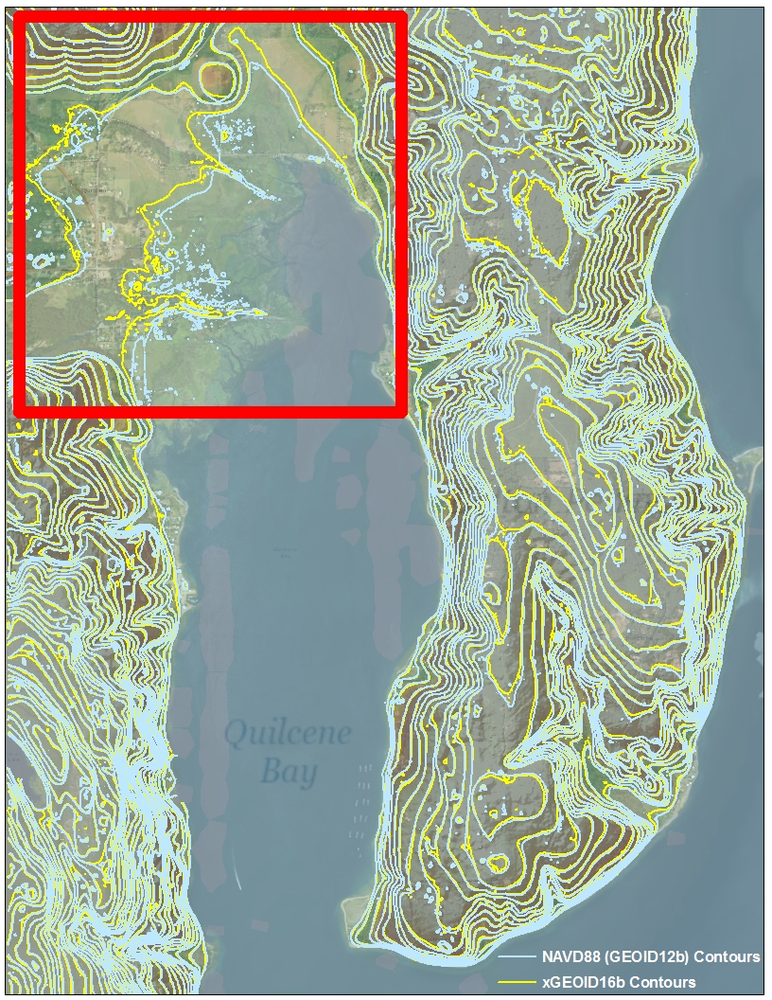 Quilcene
Bay
NAVD88 (GEOID12b) Contours
xGEOID16b Contours